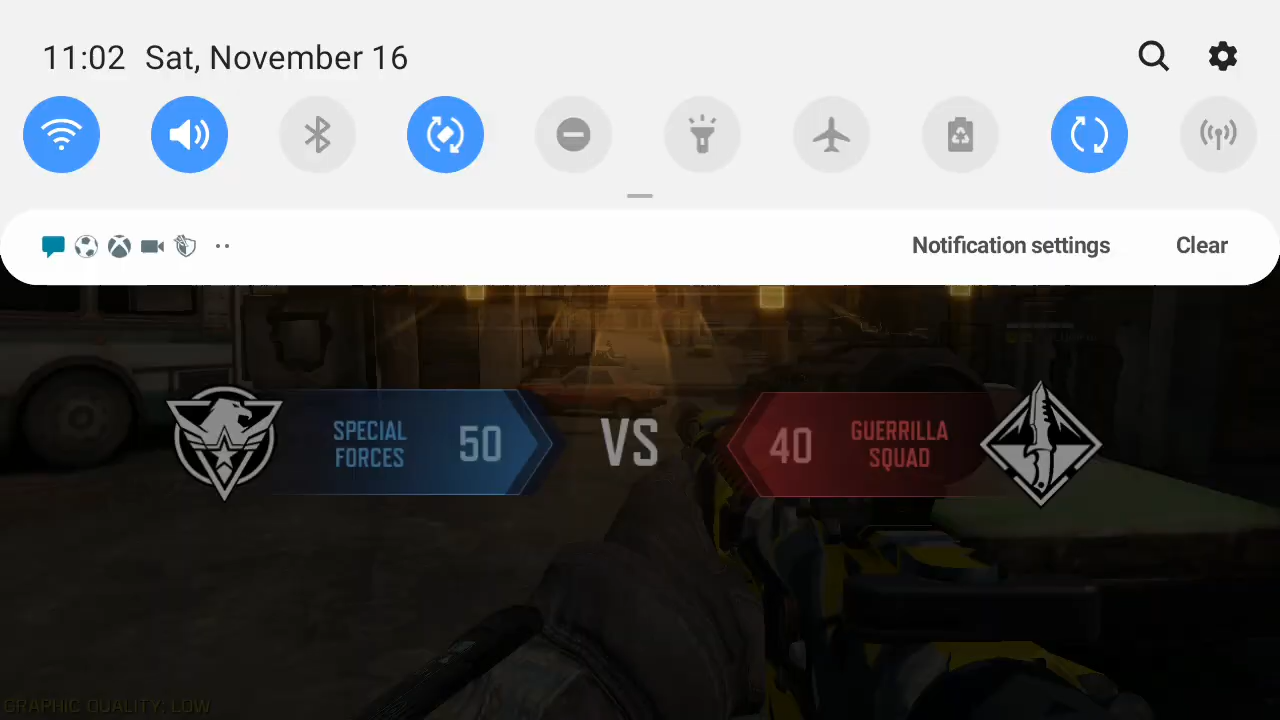 11:02 Sat, November 16
Notification settings Clear
SPECIAL FORCES 50 VS 40 GUERRILLA SQUAD
GRAPHIC QUALITY: LOW